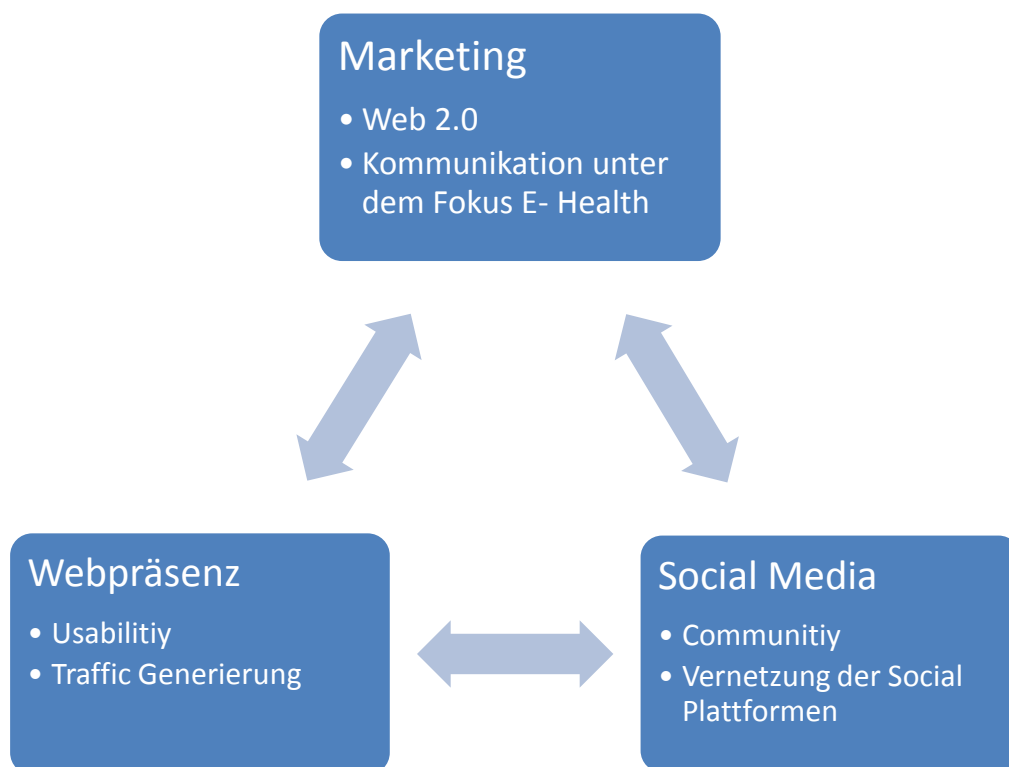 Marketing
• Web 2.0
• Kommunikation unter
dem Fokus E- Health
Webpräsenz
• Usabilitiy
• Traffic Generierung
Social Media
• Communitiy
• Vernetzung der Social
Plattformen